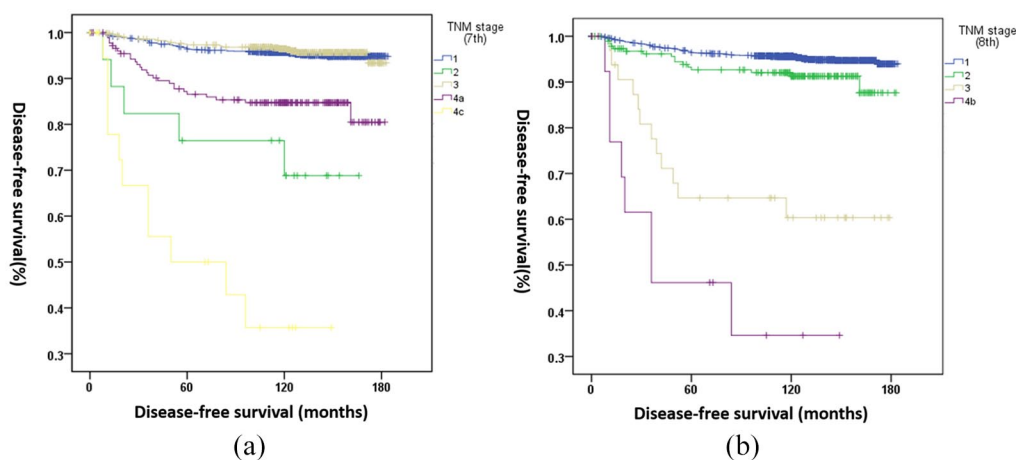 (a)
TNM stage
(7th)
1
2
3
4a
4c
1.0
0.9
0.8
0.7
0.6
0.5
0.4
0.3
Disease-free survival(%)
0
60
120
180
Disease-free survival (months)
(a)
(b)
TNM stage
(8th)
1
2
3
4b
1.0
0.9
0.8
0.7
0.6
0.5
0.4
0.3
Disease-free survival(%)
0
60
120
180
Disease-free survival (months)
(b)